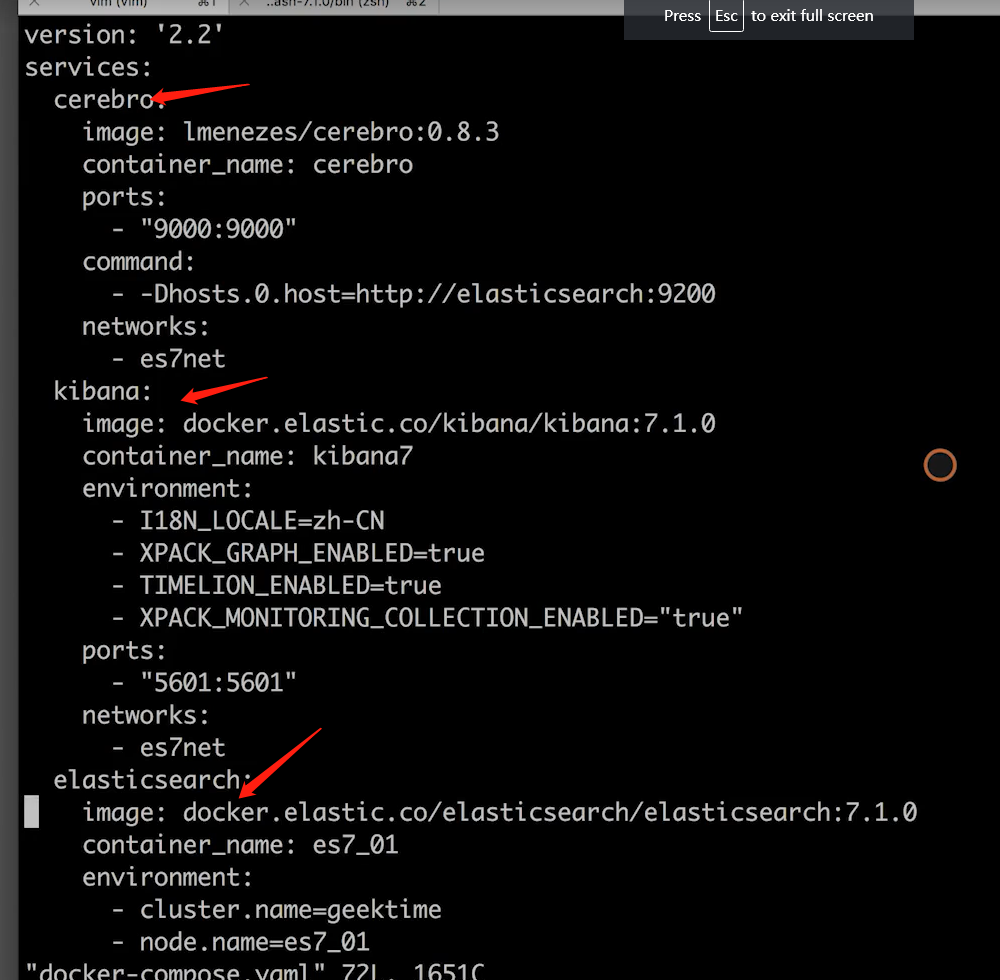 vim (vim) ⌘1 ..ash-7.1.0/bin (zsh) ⌘2
Press Esc to exit full screen
version: '2.2'
services:
  cerebro:
    image: lmenezes/cerebro:0.8.3
    container_name: cerebro
    ports:
      - "9000:9000"
    command:
      - -Dhosts.0.host=http://elasticsearch:9200
    networks:
      - es7net
  kibana:
    image: docker.elastic.co/kibana/kibana:7.1.0
    container_name: kibana7
    environment:
      - I18N_LOCALE=zh-CN
      - XPACK_GRAPH_ENABLED=true
      - TIMELION_ENABLED=true
      - XPACK_MONITORING_COLLECTION_ENABLED="true"
    ports:
      - "5601:5601"
    networks:
      - es7net
  elasticsearch:
    image: docker.elastic.co/elasticsearch/elasticsearch:7.1.0
    container_name: es7_01
    environment:
      - cluster.name=geektime
      - node.name=es7_01
"docker-compose.yaml" 72L, 1651C